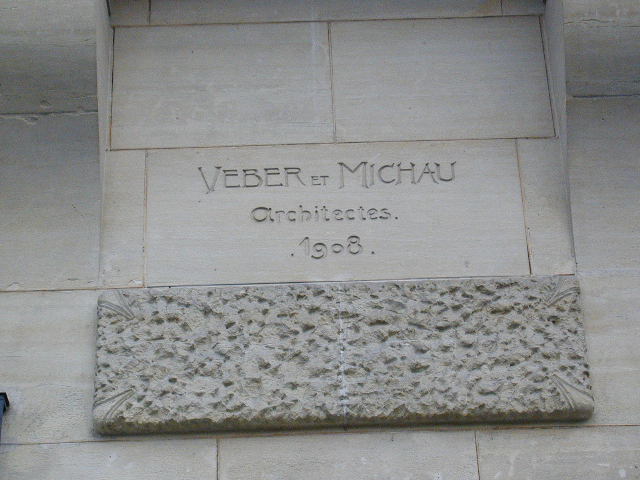 VEBER ET MICHAU
Architectes.
.1908.